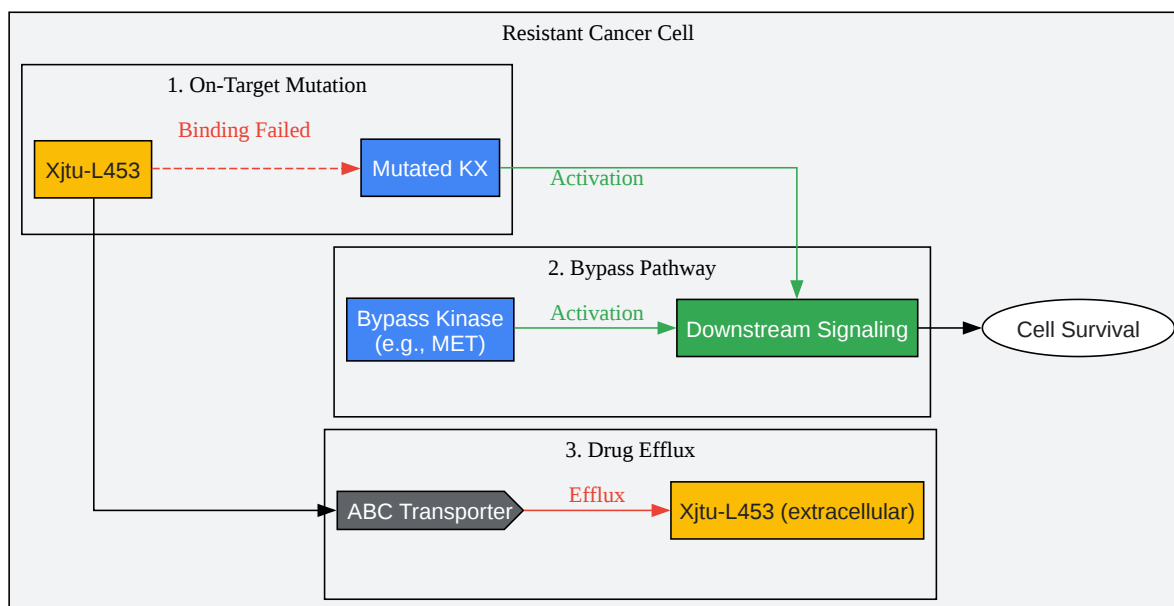 Resistant Cancer Cell
1. On-Target Mutation
Binding Failed
Xjtu-L453
Mutated KX
Activation
2. Bypass Pathway
Bypass Kinase
(e.g., MET)
Activation
Downstream Signaling
Cell Survival
3. Drug Efflux
ABC Transporter
Efflux
Xjtu-L453 (extracellular)